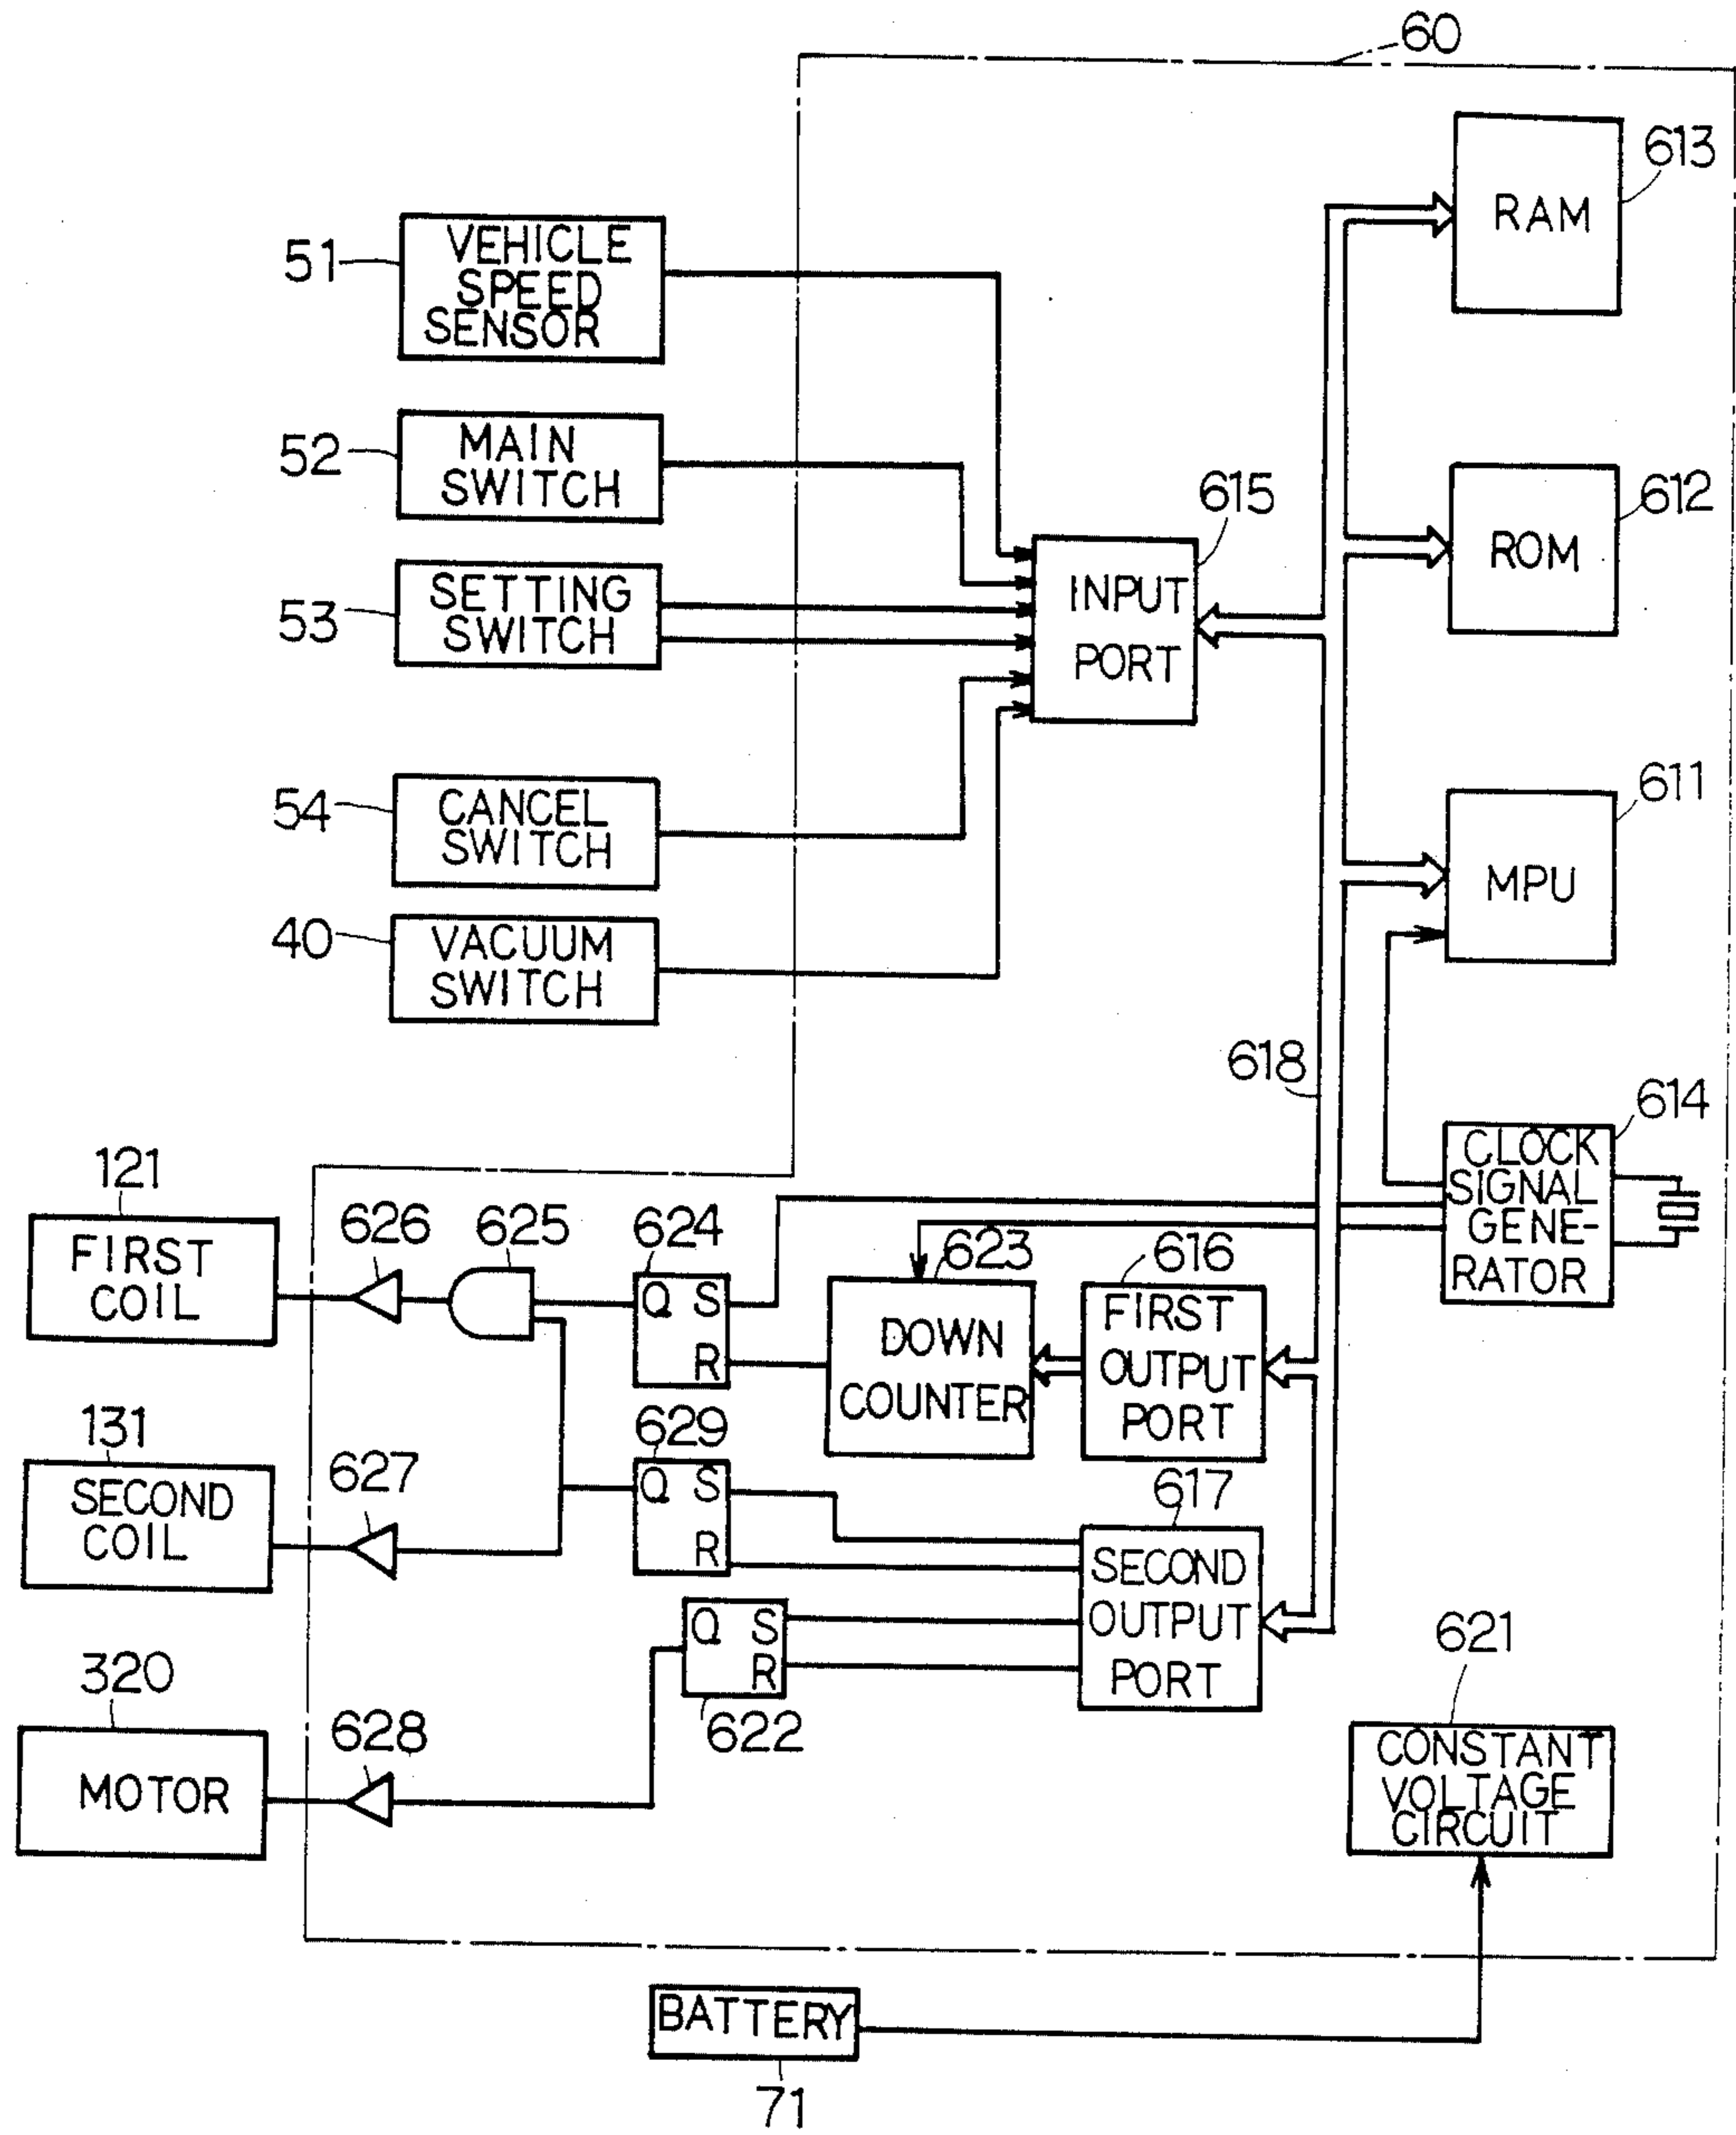 60
613
RAM
51
VEHICLE
SPEED
SENSOR
52
MAIN
SWITCH
615
612
ROM
INPUT
PORT
53
SETTING
SWITCH
611
MPU
54
CANCEL
SWITCH
40
VACUUM
SWITCH
618
614
CLOCK
SIGNAL
GENE-
RATOR
121
FIRST
COIL
626
625
624
Q S
R
623
DOWN
COUNTER
616
FIRST
OUTPUT
PORT
131
SECOND
COIL
627
629
Q S
R
617
SECOND
OUTPUT
PORT
Q S
R
622
320
MOTOR
628
621
CONSTANT
VOLTAGE
CIRCUIT
BATTERY
71